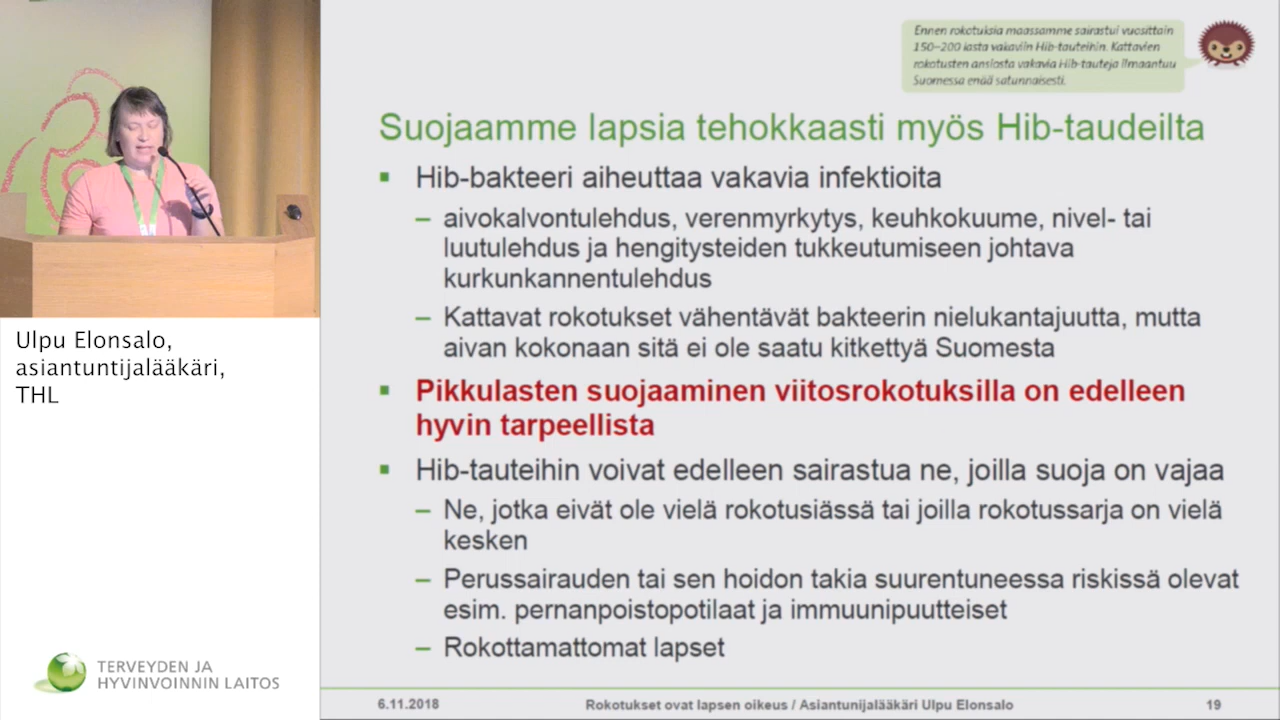 Ennen rokotuksia maassamme sairastui vuosittain
150–200 lasta vakaviin Hib-tauteihin. Kattavien
rokotusten ansiosta vakavia Hib-tauteja ilmaantuu
Suomessa enää satunnaisesti.
Suojaamme lapsia tehokkaasti myös Hib-taudeilta
▪ Hib-bakteeri aiheuttaa vakavia infektioita
– aivokalvontulehdus, verenmyrkytys, keuhkokuume, nivel- tai
luutulehdus ja hengitysteiden tukkeutumiseen johtava
kurkunkannentulehdus
– Kattavat rokotukset vähentävät bakteerin nielukantajuutta, mutta
aivan kokonaan sitä ei ole saatu kitkettyä Suomesta
▪ Pikkulasten suojaaminen viitosrokotuksilla on edelleen
hyvin tarpeellista
▪ Hib-tauteihin voivat edelleen sairastua ne, joilla suoja on vajaa
– Ne, jotka eivät ole vielä rokotusiässä tai joilla rokotussarja on vielä
kesken
– Perussairauden tai sen hoidon takia suurentuneessa riskissä olevat
esim. pernanpoistopotilaat ja immuunipuutteiset
– Rokottamattomat lapset
6.11.2018
Rokotukset ovat lapsen oikeus / Asiantunijalääkäri Ulpu Elonsalo
19
Ulpu Elonsalo,
asiantuntijalääkäri,
THL
TERVEYDEN JA
HYVINVOINNIN LAITOS